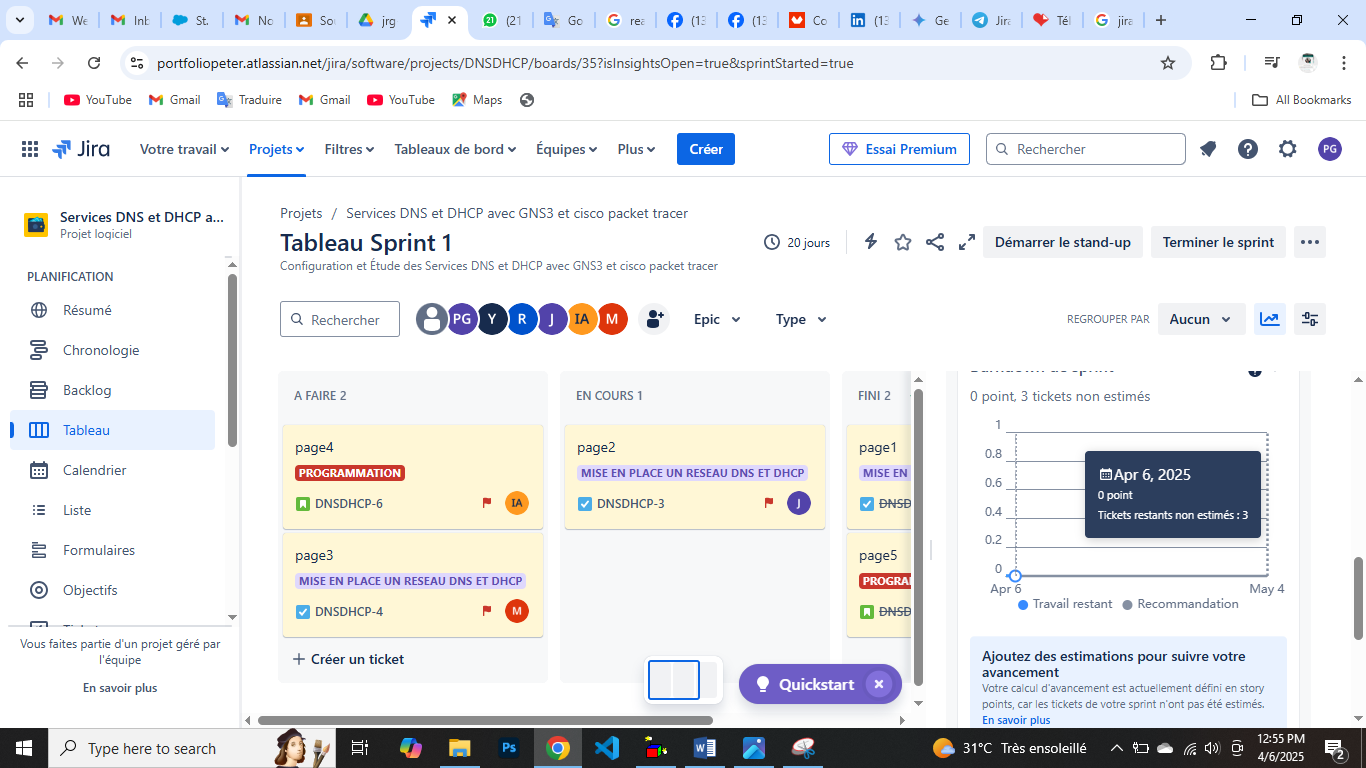 We
Inb
St.
No
So
jrg
(21
Go
rea
(13
(13
Co
(13
Ge
Jira
Tél
jira
portfoliopeter.atlassian.net/jira/software/projects/DNSDHCP/boards/35?isInsightsOpen=true&sprintStarted=true
YouTube
Gmail
Traduire
Gmail
YouTube
Maps
All Bookmarks
Jira
Votre travail
Projets
Filtres
Tableaux de bord
Équipes
Plus
Créer
Essai Premium
Rechercher
PG
Services DNS et DHCP a...
Projet logiciel
PLANIFICATION
Résumé
Chronologie
Backlog
Tableau
Calendrier
Liste
Formulaires
Objectifs
Vous faites partie d'un projet géré par
l'équipe
En savoir plus
Projets / Services DNS et DHCP avec GNS3 et cisco packet tracer
Tableau Sprint 1
Configuration et Étude des Services DNS et DHCP avec GNS3 et cisco packet tracer
20 jours
Démarrer le stand-up
Terminer le sprint
Rechercher
PG
Y
R
J
IA
M
Epic
Type
REGROUPER PAR
Aucun
A FAIRE 2
page4
PROGRAMMATION
DNSDHCP-6
IA
page3
MISE EN PLACE UN RESEAU DNS ET DHCP
DNSDHCP-4
M
Créer un ticket
EN COURS 1
page2
MISE EN PLACE UN RESEAU DNS ET DHCP
DNSDHCP-3
J
FINI 2
page1
MISE EN
DNSD
page5
PROGRAM
DNSD
Burndown de sprint
0 point, 3 tickets non estimés
1
0.8
0.6
0.4
0.2
0
Apr 6
May 4
Apr 6, 2025
0 point
Tickets restants non estimés : 3
Travail restant
Recommandation
Ajoutez des estimations pour suivre votre
avancement
Votre calcul d'avancement est actuellement défini en story
points, car les tickets de votre sprint n'ont pas été estimés.
En savoir plus
Quickstart
Type here to search
31°C Très ensoleillé
12:55 PM
4/6/2025
2